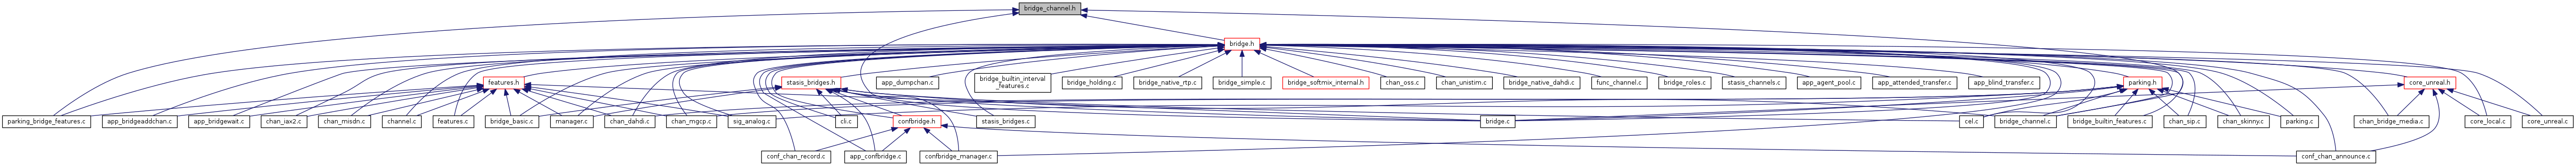 bridge_channel.h
bridge.h
features.h
stasis_bridges.h
app_dumpchan.c
bridge_builtin_interval
_features.c
bridge_holding.c
bridge_native_rtp.c
bridge_simple.c
bridge_softmix_internal.h
chan_oss.c
chan_unistim.c
bridge_native_dahdi.c
func_channel.c
bridge_roles.c
stasis_channels.c
app_agent_pool.c
app_attended_transfer.c
app_blind_transfer.c
parking.h
core_unreal.h
parking_bridge_features.c
app_bridgeaddchan.c
app_bridgewait.c
chan_iax2.c
chan_misdn.c
channel.c
features.c
bridge_basic.c
manager.c
chan_dahdi.c
chan_mgcp.c
sig_analog.c
cli.c
confbridge.h
stasis_bridges.c
bridge.c
cel.c
bridge_channel.c
bridge_builtin_features.c
chan_sip.c
chan_skinny.c
parking.c
chan_bridge_media.c
core_local.c
core_unreal.c
conf_chan_record.c
app_confbridge.c
confbridge_manager.c
conf_chan_announce.c